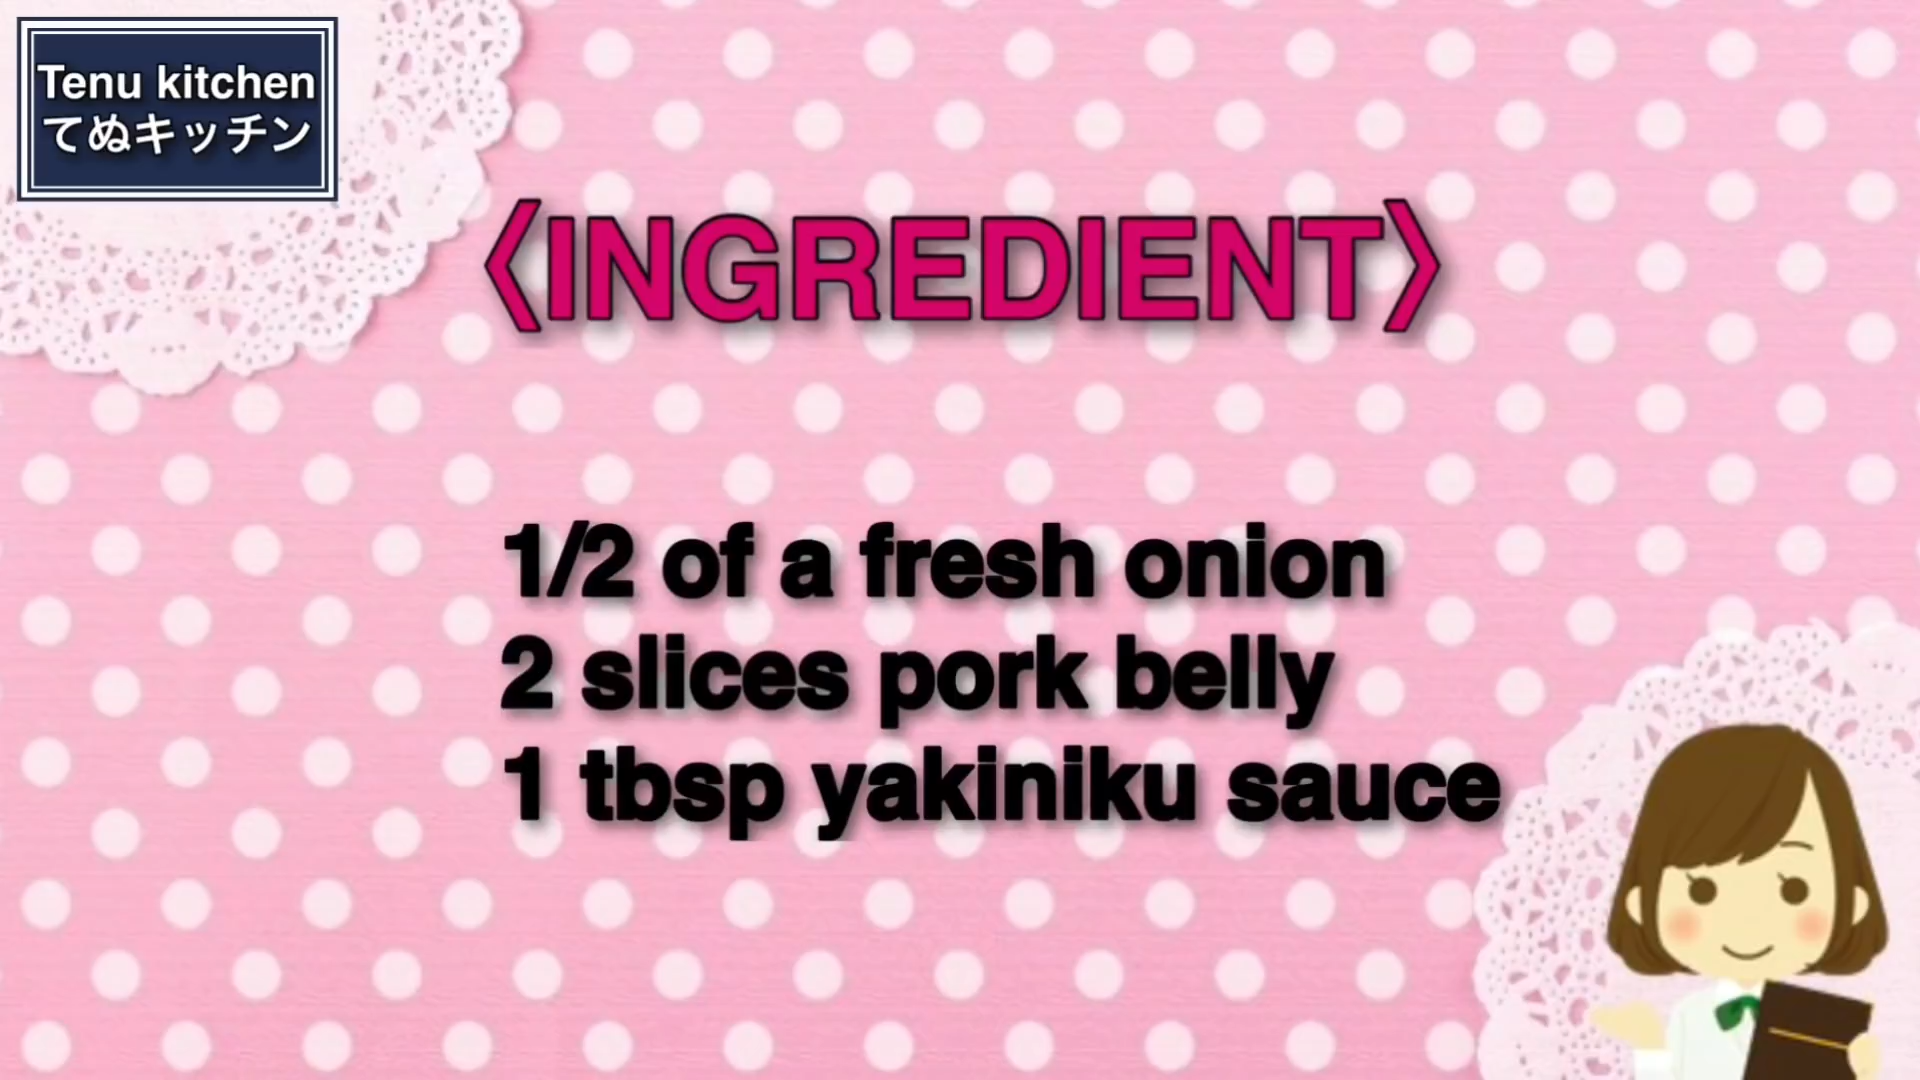 Tenu kitchen
てぬキッチン
〈INGREDIENT〉
1/2 of a fresh onion
2 slices pork belly
1 tbsp yakiniku sauce